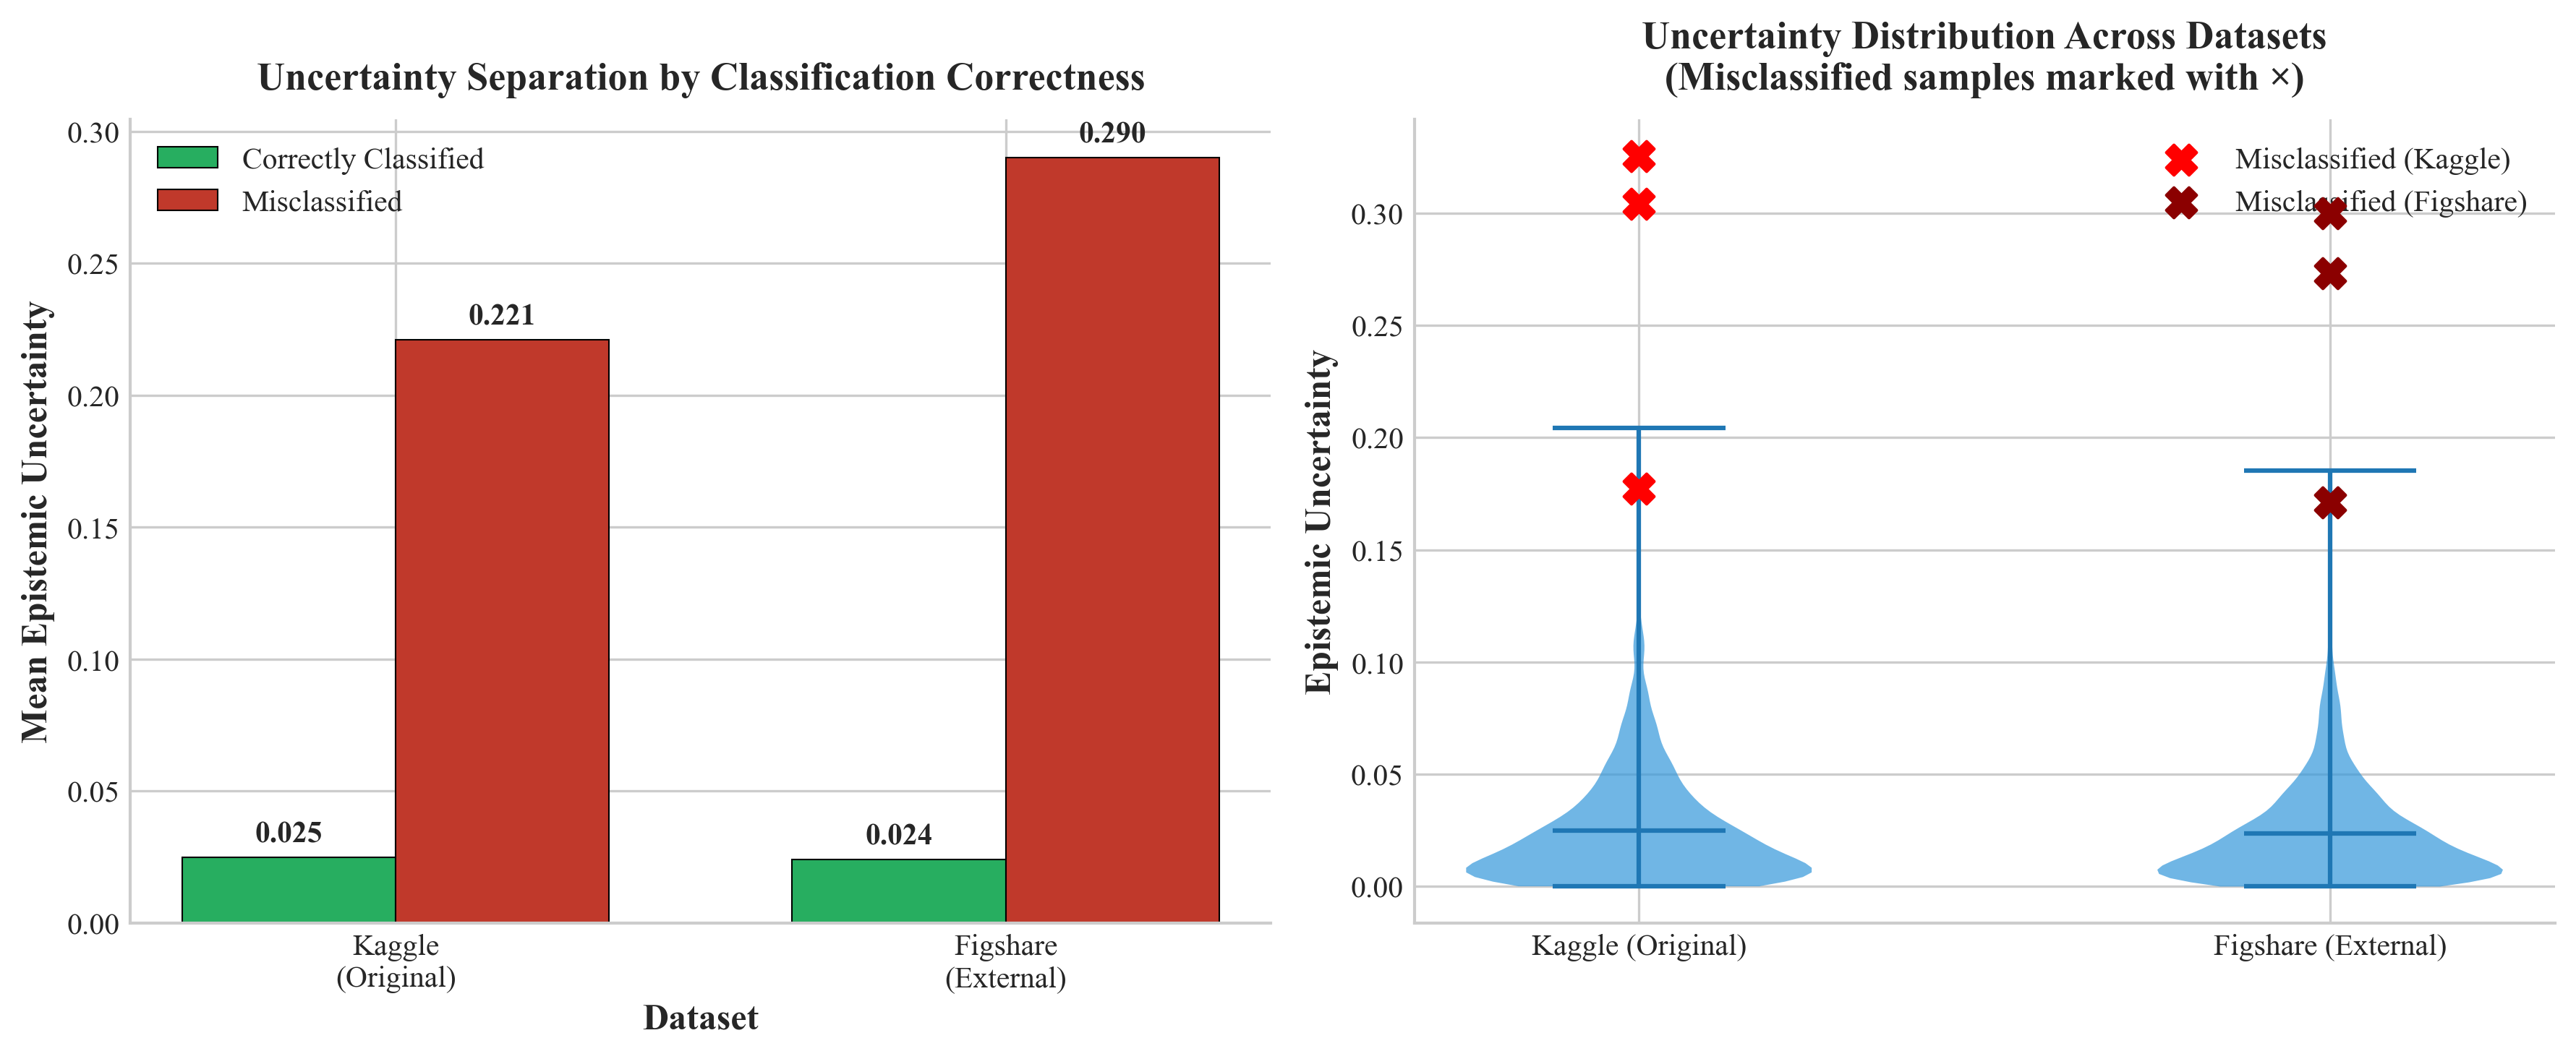 Uncertainty Separation by Classification Correctness
Mean Epistemic Uncertainty
0.30
0.25
0.20
0.15
0.10
0.05
0.00
Correctly Classified
Misclassified
0.025
0.221
0.024
0.290
Kaggle
(Original)
Figshare
(External)
Dataset
Uncertainty Distribution Across Datasets
(Misclassified samples marked with ×)
Epistemic Uncertainty
0.30
0.25
0.20
0.15
0.10
0.05
0.00
Misclassified (Kaggle)
Misclassified (Figshare)
Kaggle (Original)
Figshare (External)